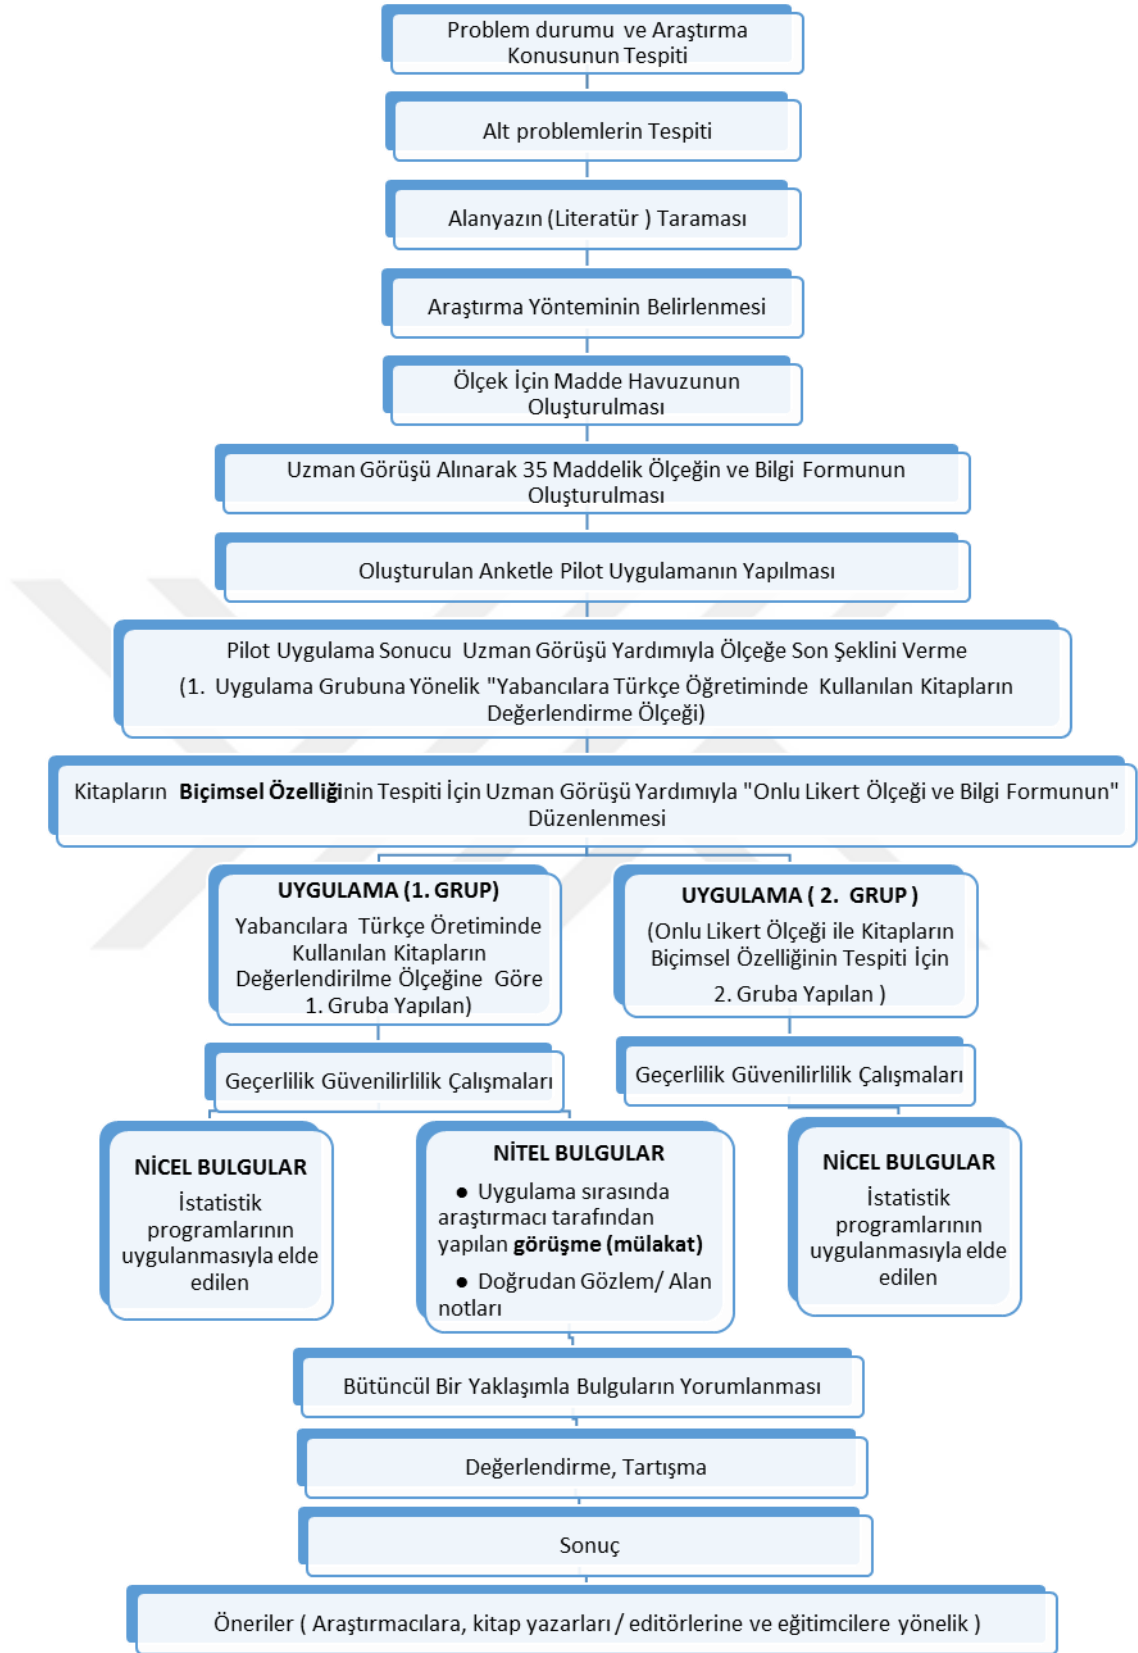 Problem durumu ve Araştırma
Konusunun Tespiti
Alt problemlerin Tespiti
Alanyazın (Literatür ) Taraması
Araştırma Yönteminin Belirlenmesi
Ölçek İçin Madde Havuzunun
Oluşturulması
Uzman Görüşü Alınarak 35 Maddelik Ölçeğin ve Bilgi Formunun
Oluşturulması
Oluşturulan Anketle Pilot Uygulamanın Yapılması
Pilot Uygulama Sonucu Uzman Görüşü Yardımıyla Ölçeğe Son Şeklini Verme
(1. Uygulama Grubuna Yönelik "Yabancılara Türkçe Öğretiminde Kullanılan Kitapların
Değerlendirme Ölçeği)
Kitapların Biçimsel Özelliğinin Tespiti İçin Uzman Görüşü Yardımıyla "Onlu Likert Ölçeği ve Bilgi Formunun"
Düzenlenmesi
UYGULAMA (1. GRUP)
Yabancılara Türkçe Öretiminde
Kullanılan Kitapların
Değerlendirilme Ölçeğine Göre
1. Gruba Yapılan)
UYGULAMA ( 2. GRUP )
(Onlu Likert Ölçeği ile Kitapların
Biçimsel Özelliğinin Tespiti İçin
2. Gruba Yapılan )
Geçerlilik Güvenilirlilik Çalışmaları
Geçerlilik Güvenilirlilik Çalışmaları
NİCEL BULGULAR
İstatistik
programlarının
uygulanmasıyla elde
edilen
NİTEL BULGULAR
● Uygulama sırasında
araştırmacı tarafından
yapılan görüşme (mülakat)
● Doğrudan Gözlem/ Alan
notları
NİCEL BULGULAR
İstatistik
programlarının
uygulanmasıyla elde
edilen
Bütüncül Bir Yaklaşımla Bulguların Yorumlanması
Değerlendirme, Tartışma
Sonuç
Öneriler ( Araştırmacılara, kitap yazarları / editörlerine ve eğitimcilere yönelik )